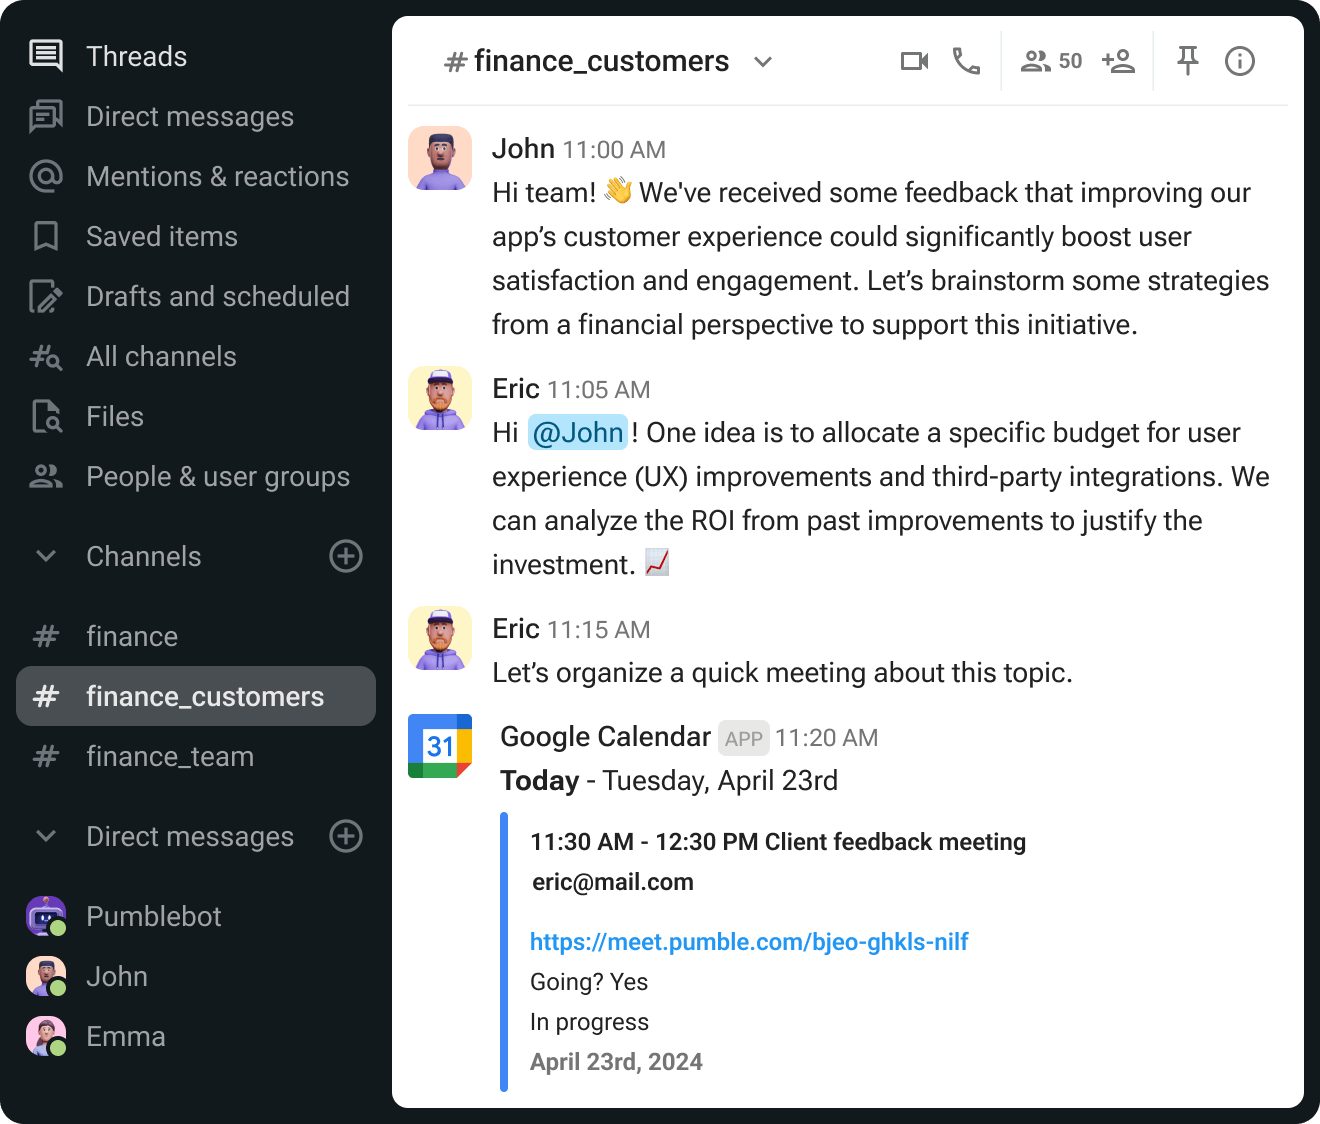 Threads
Direct messages
Mentions & reactions
Saved items
Drafts and scheduled
All channels
Files
People & user groups
Channels
# finance
# finance_customers
# finance_team
Direct messages
Pumblebot
John
Emma
# finance_customers
50
John 11:00 AM
Hi team! 👋 We've received some feedback that improving our
app’s customer experience could significantly boost user
satisfaction and engagement. Let’s brainstorm some strategies
from a financial perspective to support this initiative.
Eric 11:05 AM
Hi @John ! One idea is to allocate a specific budget for user
experience (UX) improvements and third-party integrations. We
can analyze the ROI from past improvements to justify the
investment. 📈
Eric 11:15 AM
Let’s organize a quick meeting about this topic.
31
Google Calendar APP 11:20 AM
Today - Tuesday, April 23rd
11:30 AM - 12:30 PM Client feedback meeting
eric@mail.com
https://meet.pumble.com/bjeo-ghkls-nilf
Going? Yes
In progress
April 23rd, 2024